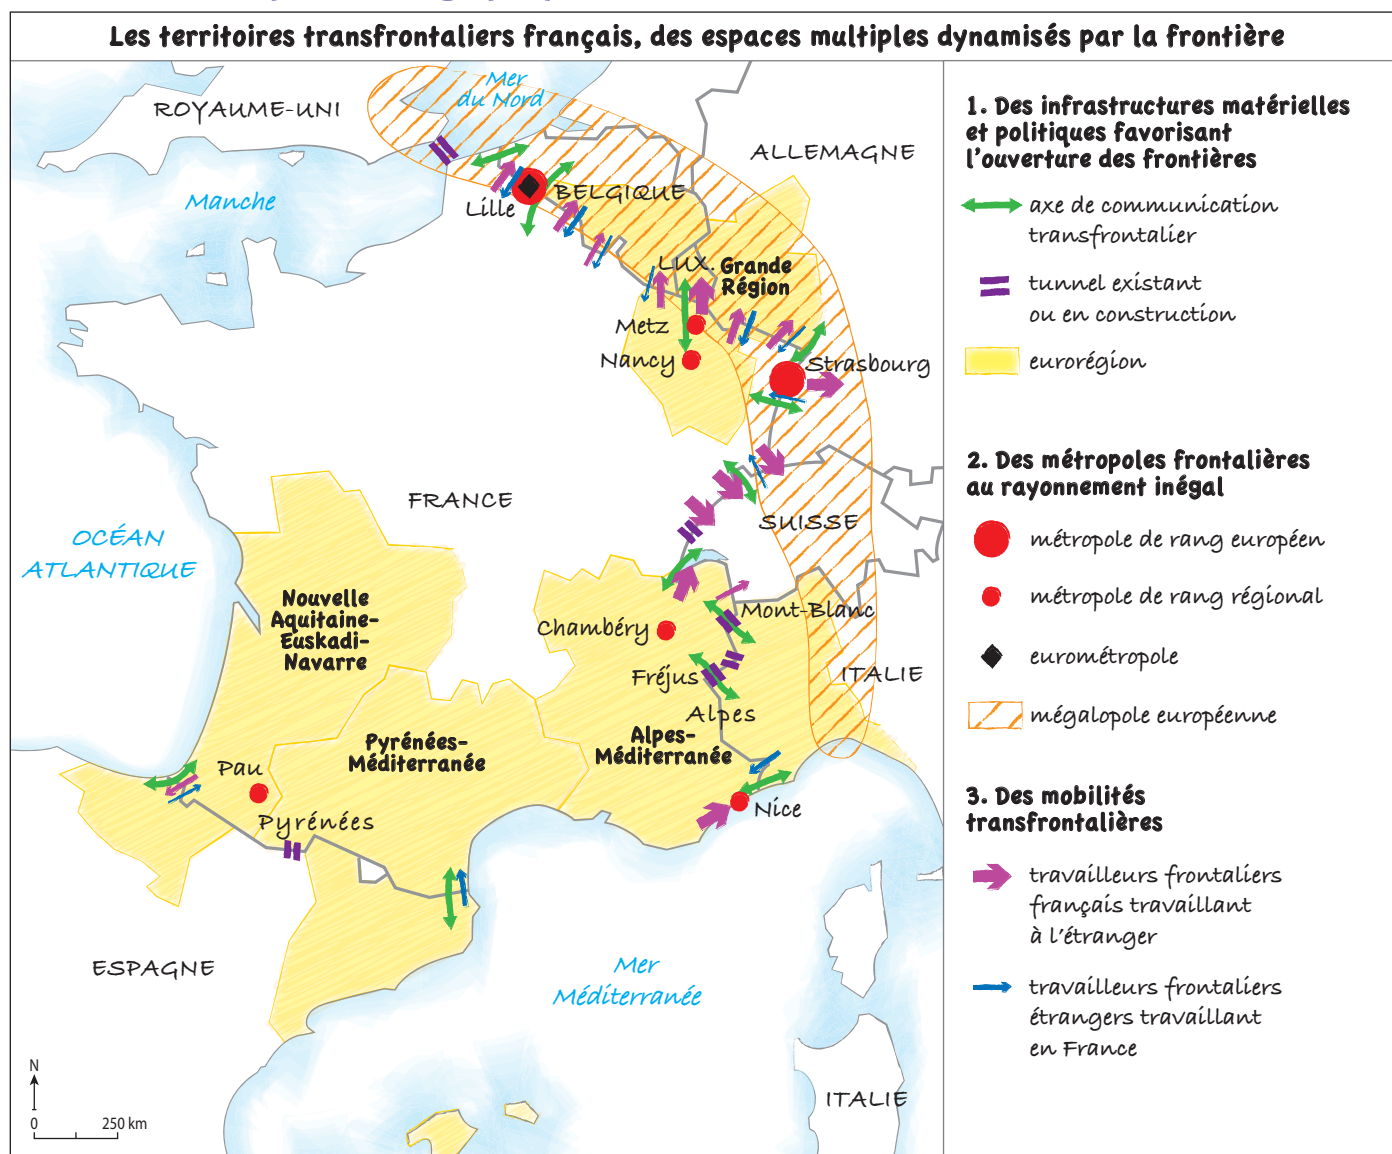 Les territoires transfrontaliers français, des espaces multiples dynamisés par la frontière
Mer
du Nord
ROYAUME-UNI
ALLEMAGNE
Manche
BELGIQUE
Lille
LUX.
Grande
Région
Metz
Nancy
Strasbourg
FRANCE
SUISSE
OCÉAN
ATLANTIQUE
Nouvelle
Aquitaine-
Euskadi-
Navarre
Mont-Blanc
Chambéry
Fréjus
ITALIE
Alpes
Pyrénées-
Méditerranée
Alpes-
Méditerranée
Pau
Nice
Pyrénées
ESPAGNE
Mer
Méditerranée
ITALIE
N
0
250 km
1. Des infrastructures matérielles
et politiques favorisant
l'ouverture des frontières
axe de communication
transfrontalier
tunnel existant
ou en construction
eurorégion
2. Des métropoles frontalières
au rayonnement inégal
métropole de rang européen
métropole de rang régional
eurométropole
mégalopole européenne
3. Des mobilités
transfrontalières
travailleurs frontaliers
français travaillant
à l'étranger
travailleurs frontaliers
étrangers travaillant
en France